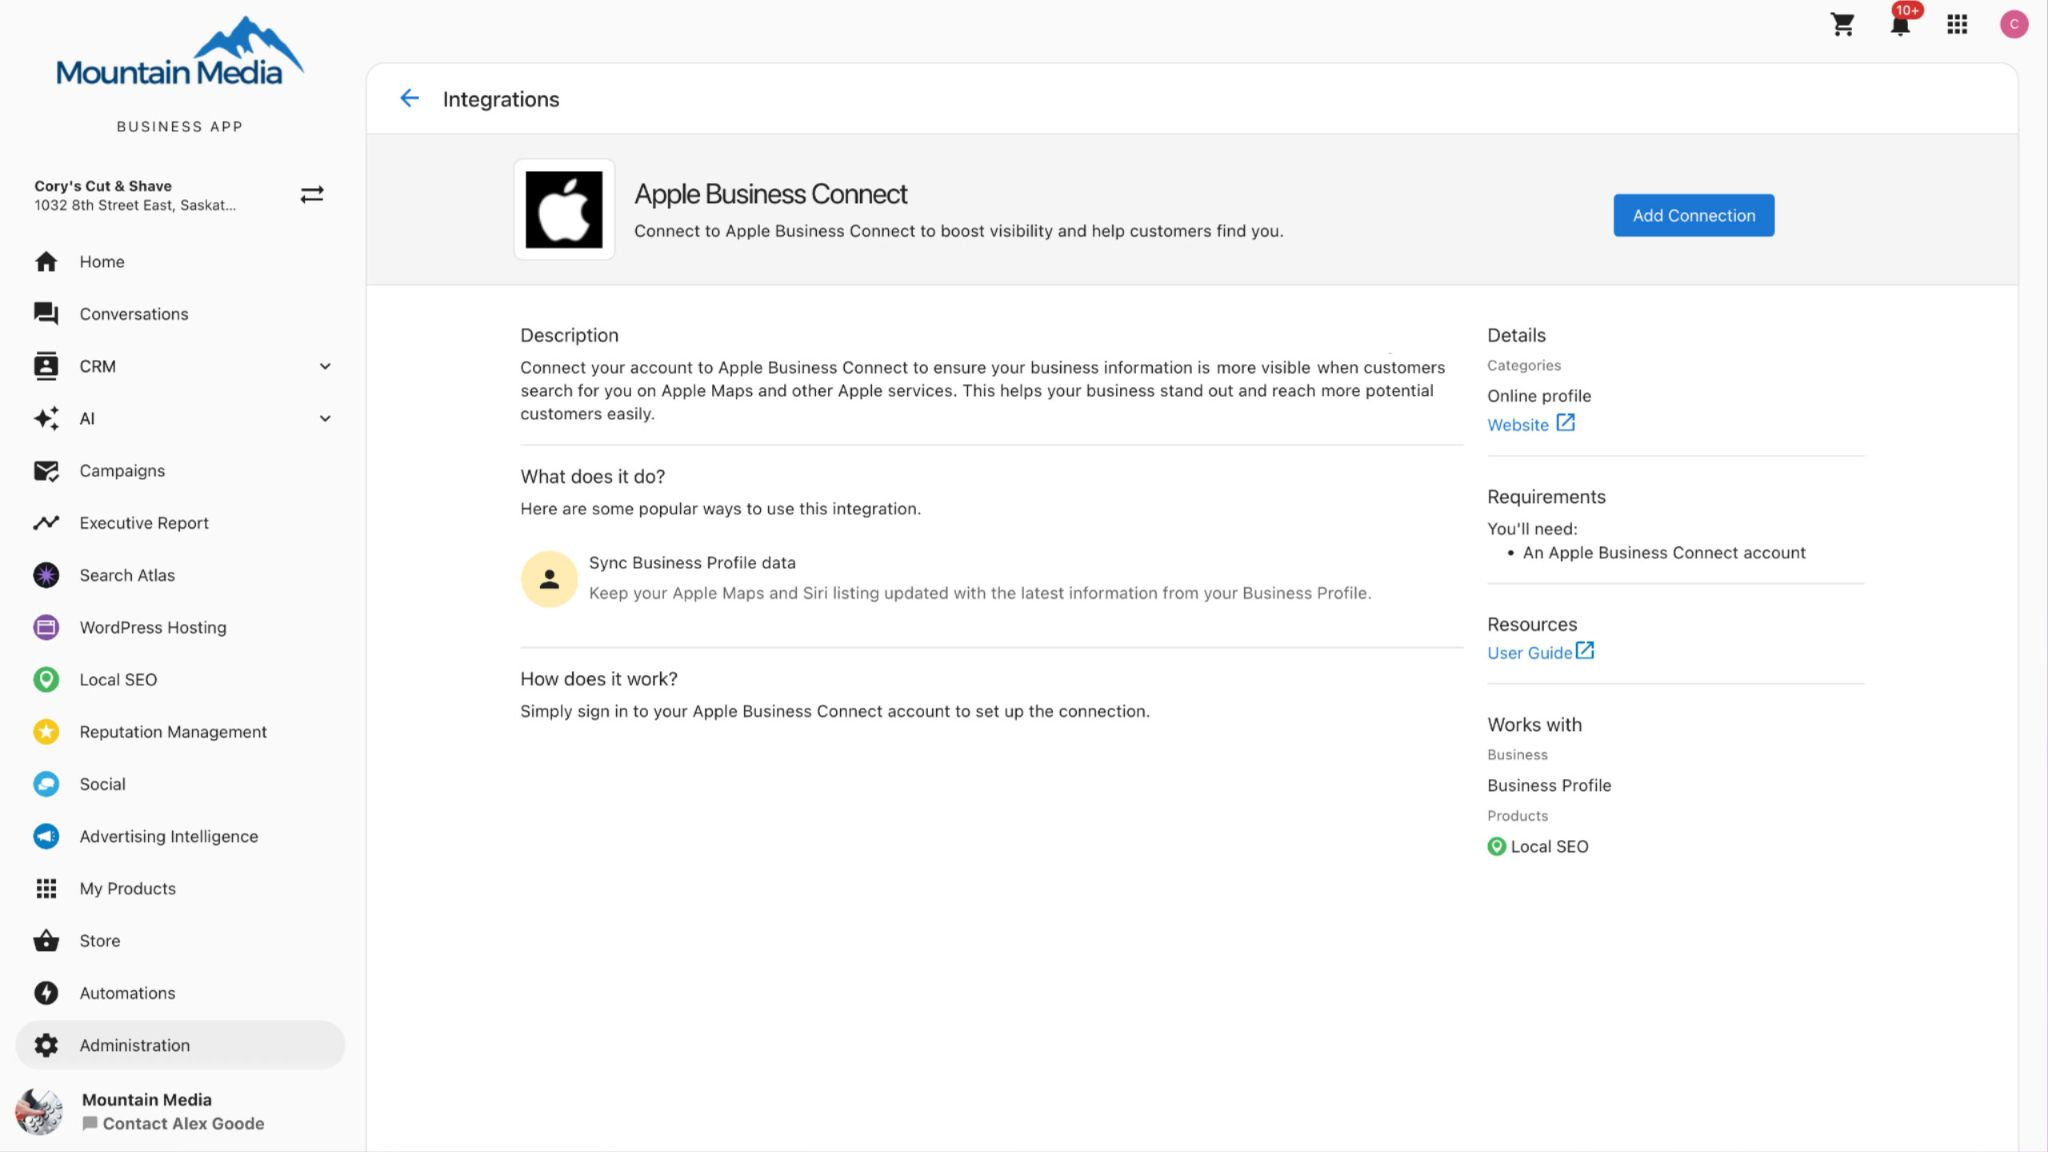 Mountain Media
BUSINESS APP
Cory's Cut & Shave
1032 8th Street East, Saskat...
Home
Conversations
CRM
AI
Campaigns
Executive Report
Search Atlas
WordPress Hosting
Local SEO
Reputation Management
Social
Advertising Intelligence
My Products
Store
Automations
Administration
Mountain Media
Contact Alex Goode
10+
C
Integrations
Apple Business Connect
Connect to Apple Business Connect to boost visibility and help customers find you.
Add Connection
Description
Connect your account to Apple Business Connect to ensure your business information is more visible when customers
search for you on Apple Maps and other Apple services. This helps your business stand out and reach more potential
customers easily.
What does it do?
Here are some popular ways to use this integration.
Sync Business Profile data
Keep your Apple Maps and Siri listing updated with the latest information from your Business Profile.
How does it work?
Simply sign in to your Apple Business Connect account to set up the connection.
Details
Categories
Online profile
Website
Requirements
You'll need:
• An Apple Business Connect account
Resources
User Guide
Works with
Business
Business Profile
Products
Local SEO